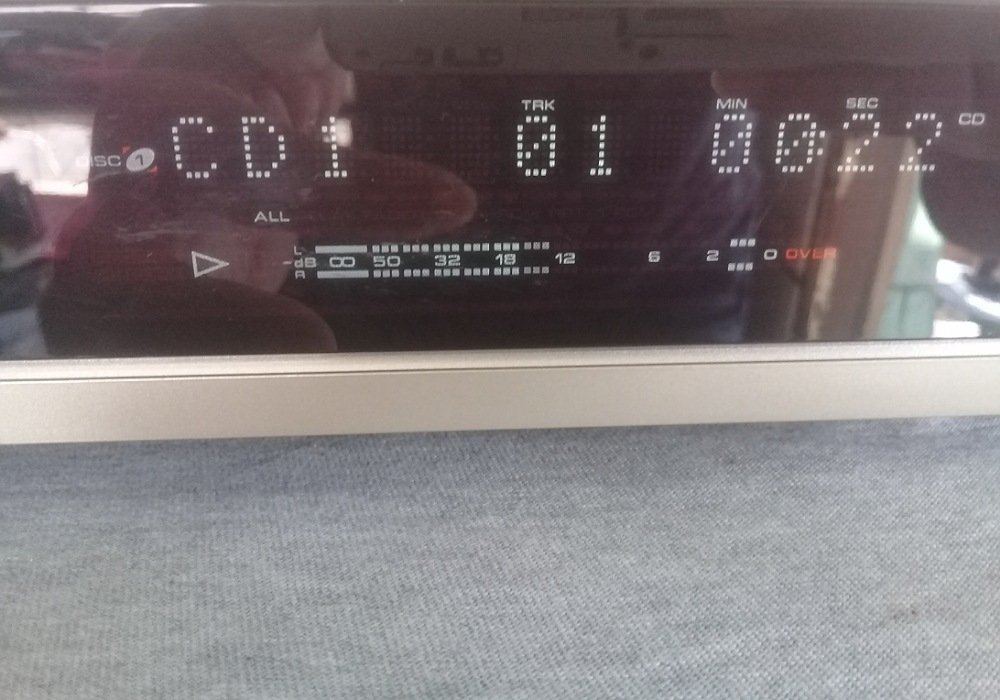 TRK MIN SEC
DISC 1 CD1 01 00:22 CD
ALL
L
-dB ∞ 50 32 18 12 6 2 0 OVER
R